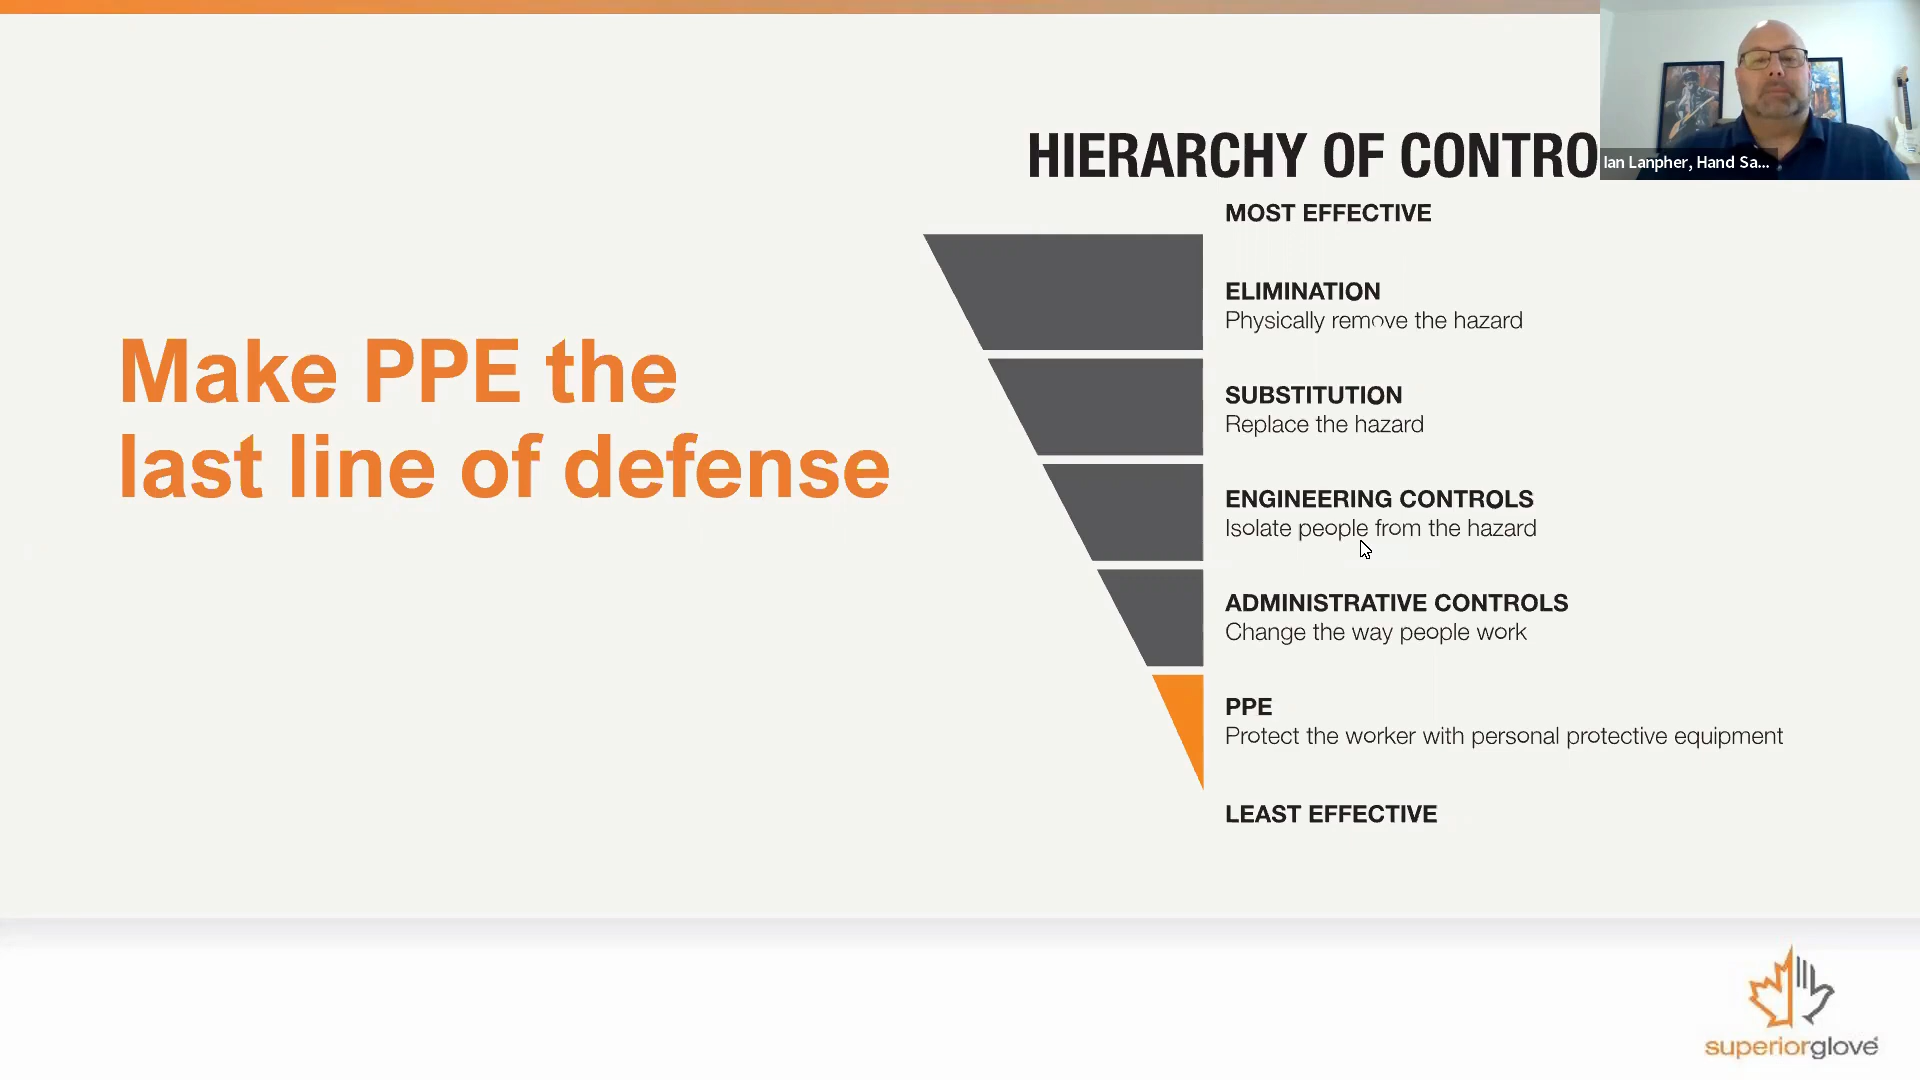 HIERARCHY OF CONTRO
Ian Lanpher, Hand Sa...
MOST EFFECTIVE
ELIMINATION
Physically remove the hazard
Make PPE the
last line of defense
SUBSTITUTION
Replace the hazard
ENGINEERING CONTROLS
Isolate people from the hazard
ADMINISTRATIVE CONTROLS
Change the way people work
PPE
Protect the worker with personal protective equipment
LEAST EFFECTIVE
superiorglove